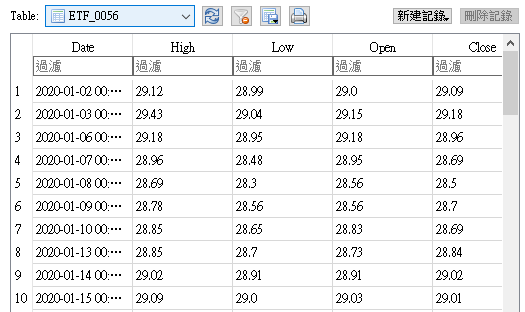 Table: ETF_0056 新建記錄 刪除記錄
Date High Low Open Close
過濾 過濾 過濾 過濾 過濾
1 2020-01-02 00:⋯ 29.12 28.99 29.0 29.09
2 2020-01-03 00:⋯ 29.43 29.04 29.15 29.18
3 2020-01-06 00:⋯ 29.18 28.95 29.18 28.96
4 2020-01-07 00:⋯ 28.96 28.48 28.95 28.69
5 2020-01-08 00:⋯ 28.69 28.3 28.56 28.5
6 2020-01-09 00:⋯ 28.78 28.56 28.56 28.7
7 2020-01-10 00:⋯ 28.85 28.65 28.83 28.69
8 2020-01-13 00:⋯ 28.85 28.7 28.73 28.84
9 2020-01-14 00:⋯ 29.02 28.91 28.91 29.02
10 2020-01-15 00:⋯ 29.09 29.0 29.03 29.01